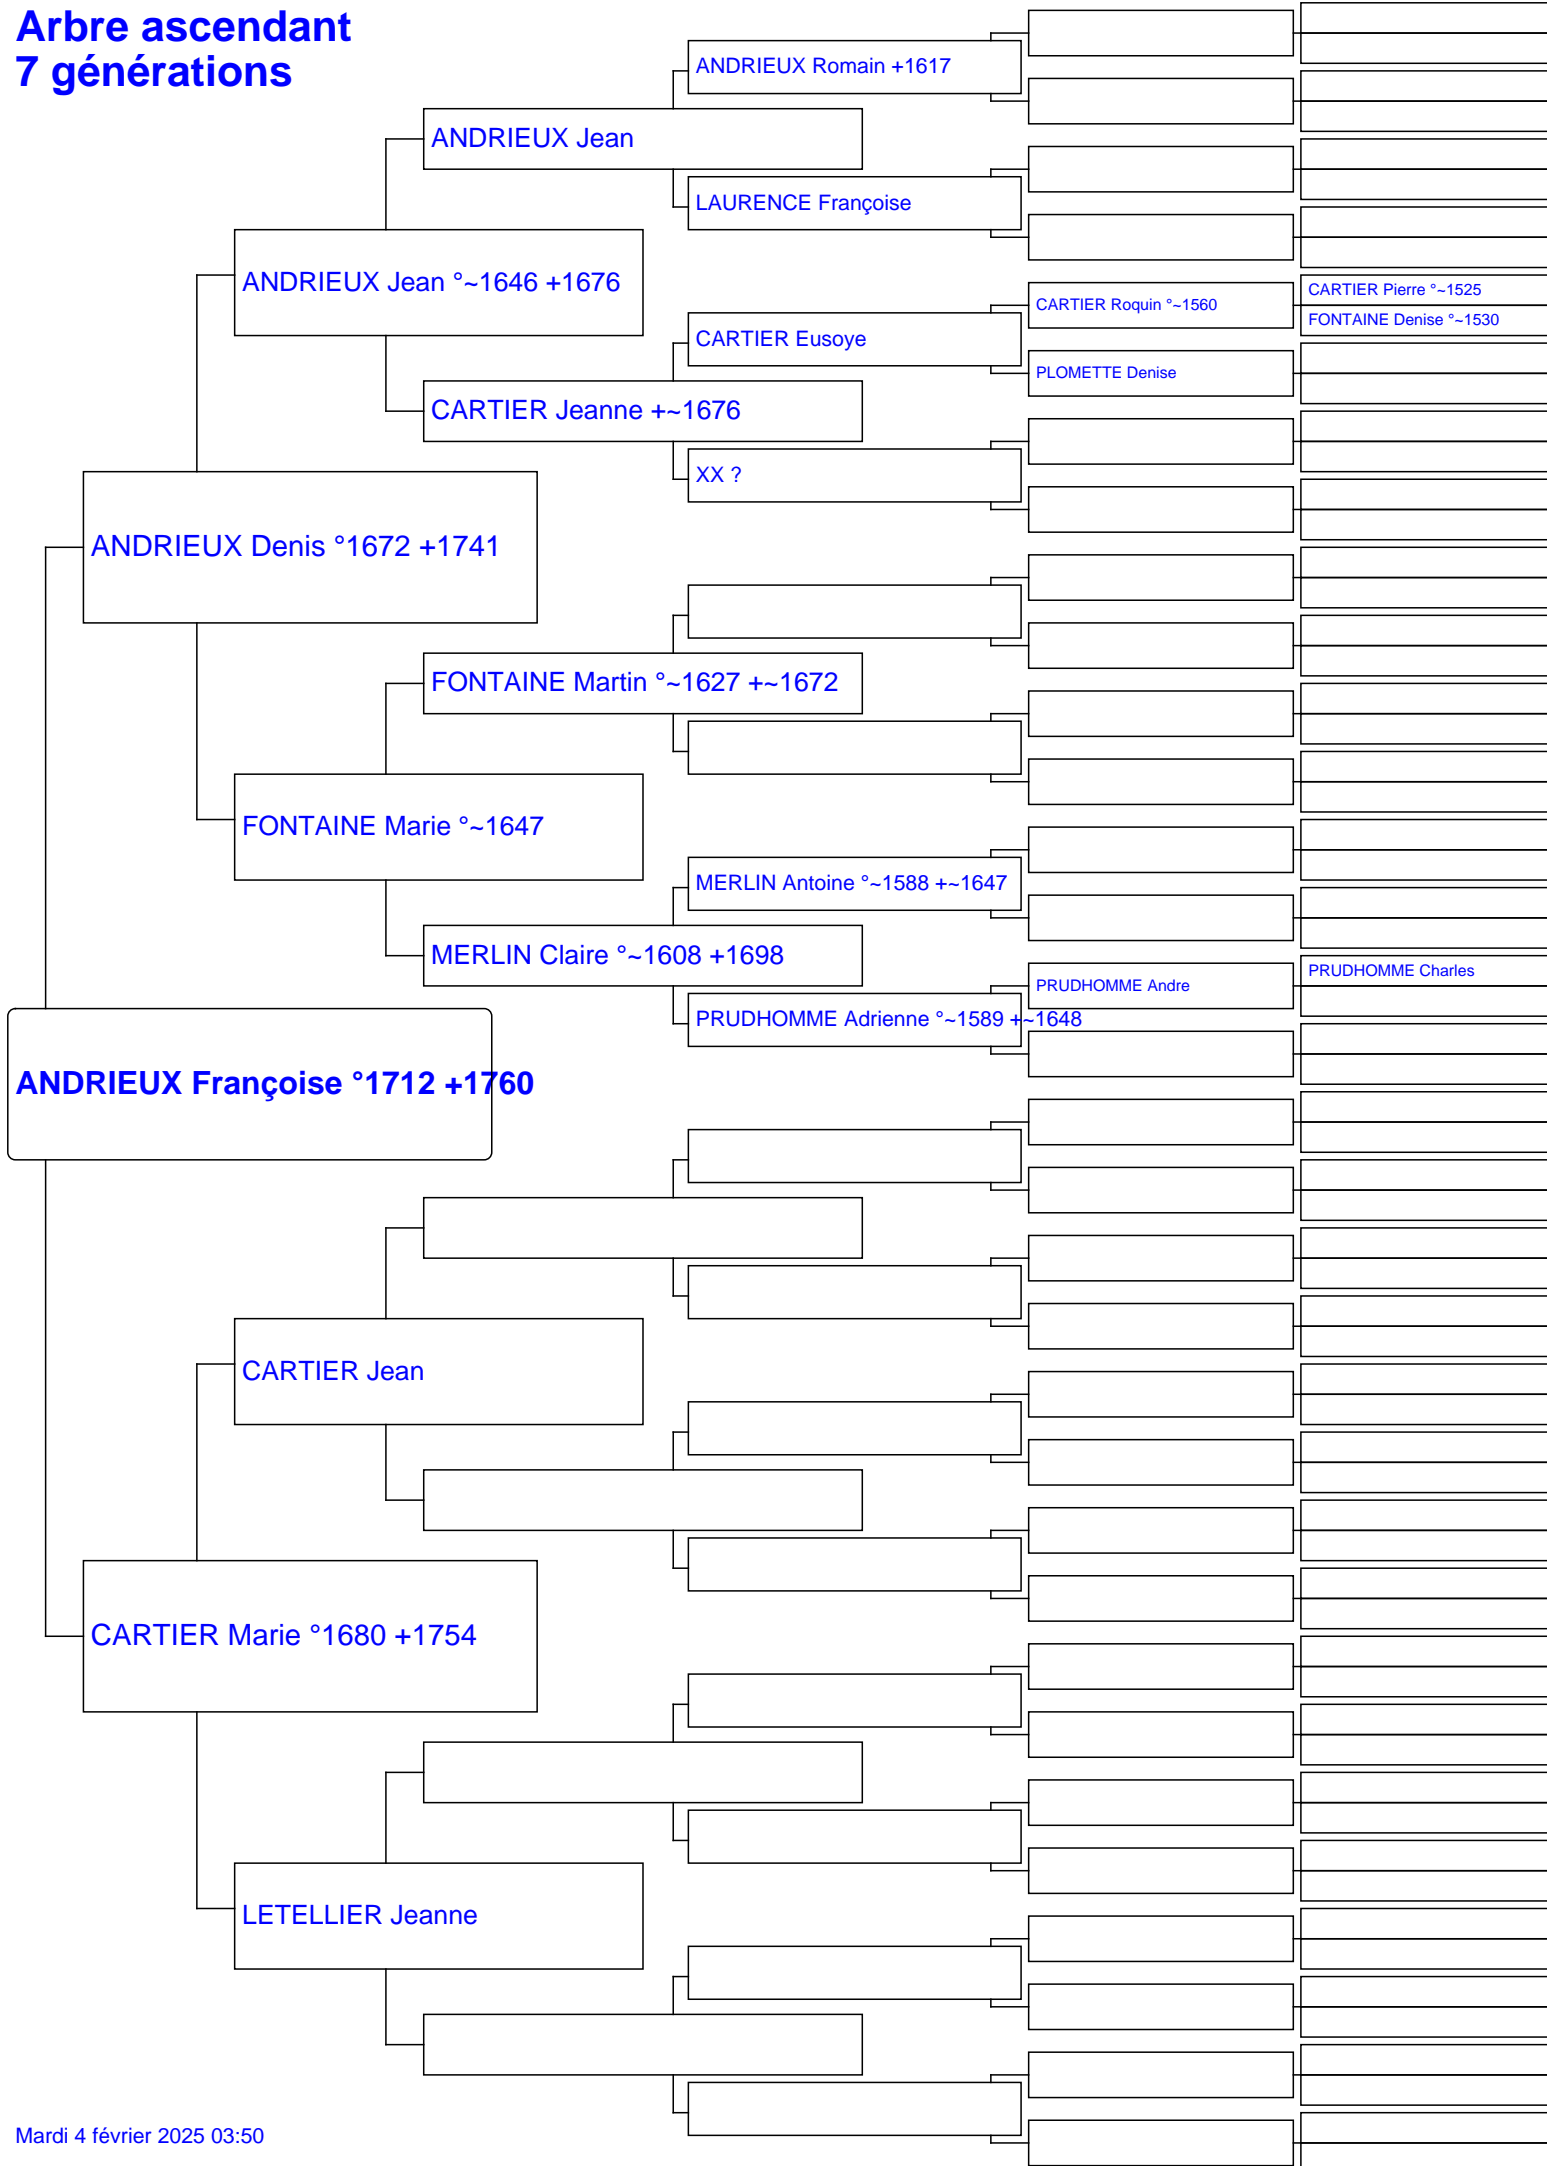 Arbre ascendant
7 générations
ANDRIEUX Romain +1617
ANDRIEUX Jean
LAURENCE Françoise
ANDRIEUX Jean °~1646 +1676
CARTIER Pierre °~1525
CARTIER Roquin °~1560
FONTAINE Denise °~1530
CARTIER Eusoye
PLOMETTE Denise
CARTIER Jeanne +~1676
XX ?
ANDRIEUX Denis °1672 +1741
FONTAINE Martin °~1627 +~1672
FONTAINE Marie °~1647
MERLIN Antoine °~1588 +~1647
MERLIN Claire °~1608 +1698
PRUDHOMME Charles
PRUDHOMME Andre
PRUDHOMME Adrienne °~1589 +~1648
ANDRIEUX Françoise °1712 +1760
CARTIER Jean
CARTIER Marie °1680 +1754
LETELLIER Jeanne
Mardi 4 février 2025 03:50